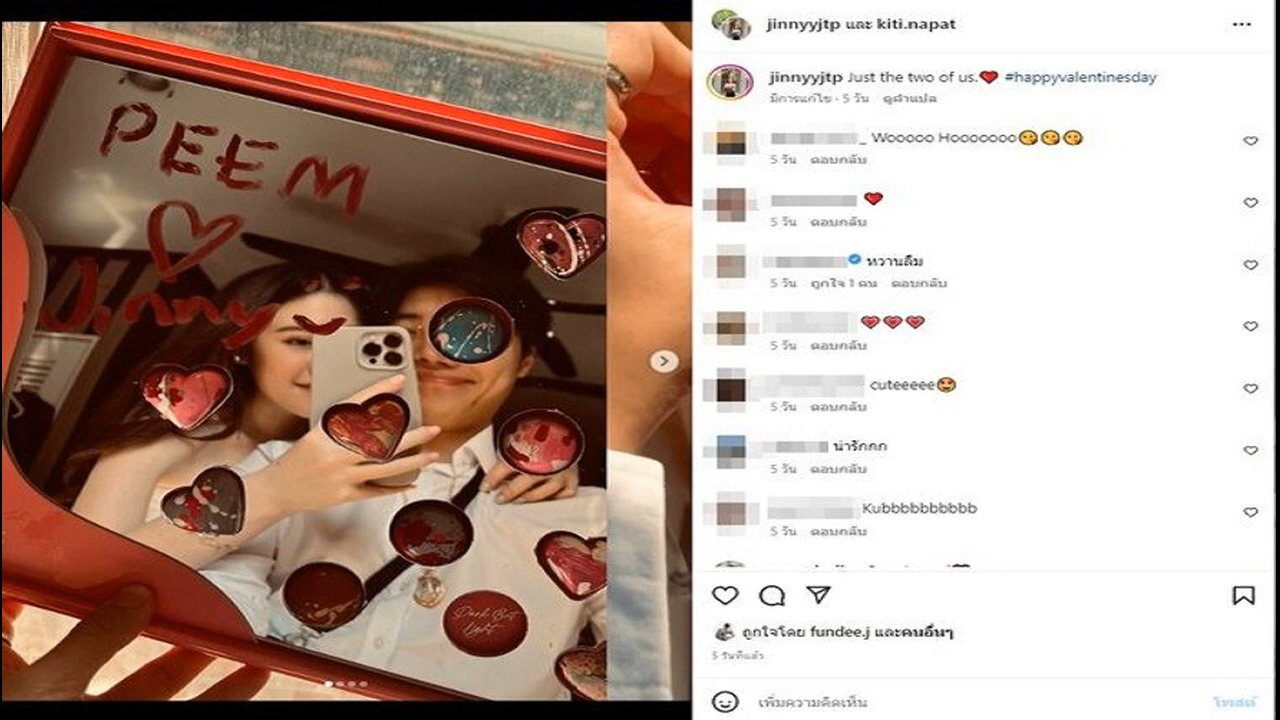 PEEM
Jinny
Dark But
Light
jinnyyjtp และ kiti.napat
jinnyyjtp Just the two of us.❤️ #happyvalentinesday
มีการแก้ไข · 5 วัน ดูคำแปล
_ Wooooo Hooooooo😋😋😋
5 วัน ตอบกลับ
❤️
5 วัน ตอบกลับ
หวานลืม
5 วัน ถูกใจ 1 คน ตอบกลับ
💗💗💗
5 วัน ตอบกลับ
cuteeeee🤩
5 วัน ตอบกลับ
น่ารักกก
5 วัน ตอบกลับ
Kubbbbbbbbbbb
5 วัน ตอบกลับ
ถูกใจโดย fundee.j และคนอื่นๆ
5 วันที่แล้ว
เพิ่มความคิดเห็น
โพสต์